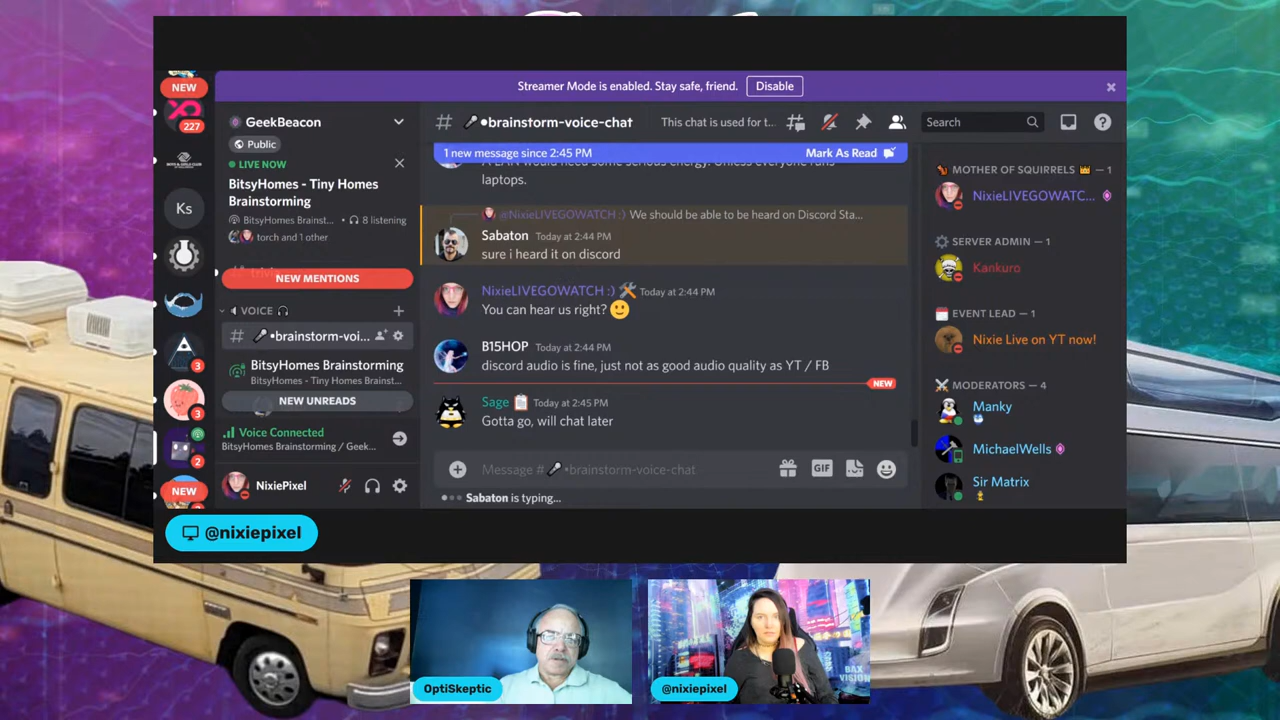 Streamer Mode is enabled. Stay safe, friend. Disable
NEW
227
GeekBeacon
Public
LIVE NOW
BitsyHomes - Tiny Homes
Brainstorming
BitsyHomes Brainst... • 8 listening
torch and 1 other
NEW MENTIONS
VOICE
# •brainstorm-voi...
BitsyHomes Brainstorming
BitsyHomes - Tiny Homes Brainst...
NEW UNREADS
Voice Connected
BitsyHomes Brainstorming / Geek...
NixiePixel
Ks
3
3
2
NEW
# •brainstorm-voice-chat
This chat is used for t...
Search
1 new message since 2:45 PM
Mark As Read
laptops.
@NixieLIVEGOWATCH :) We should be able to be heard on Discord Sta...
Sabaton Today at 2:44 PM
sure i heard it on discord
NixieLIVEGOWATCH :) Today at 2:44 PM
You can hear us right?
B15HOP Today at 2:44 PM
discord audio is fine, just not as good audio quality as YT / FB
NEW
Sage Today at 2:45 PM
Gotta go, will chat later
Message # •brainstorm-voice-chat
GIF
Sabaton is typing...
MOTHER OF SQUIRRELS — 1
NixieLIVEGOWATC...
SERVER ADMIN — 1
Kankuro
EVENT LEAD — 1
Nixie Live on YT now!
MODERATORS — 4
Manky
MichaelWells
Sir Matrix
@nixiepixel
OptiSkeptic
@nixiepixel